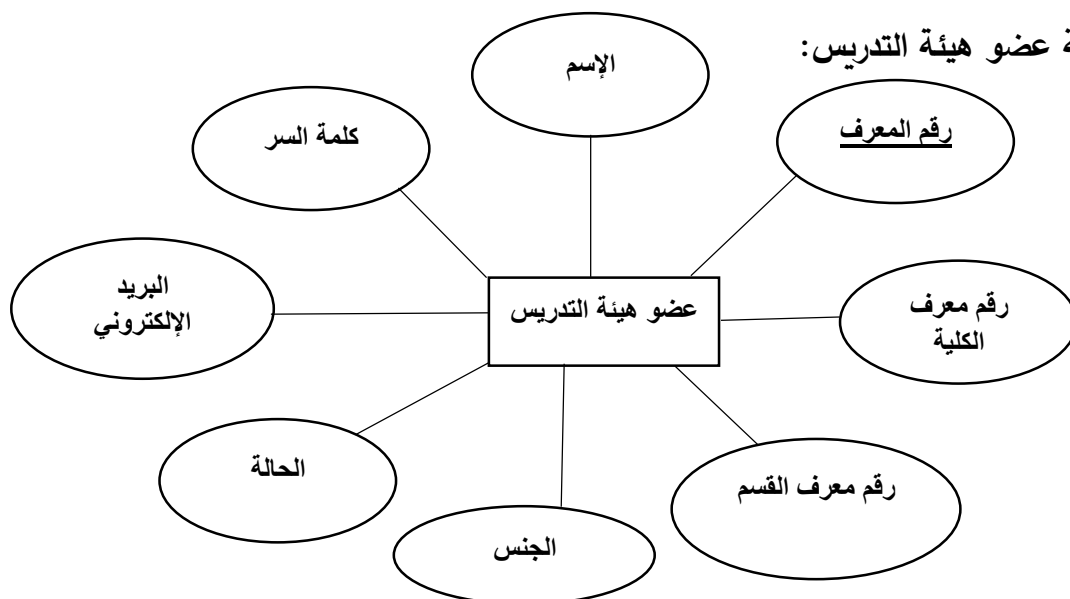 عضو هيئة التدريس:
الإسم
رقم المعرف
كلمة السر
البريد
الإلكتروني
عضو هيئة التدريس
رقم معرف
الكلية
الحالة
رقم معرف القسم
الجنس